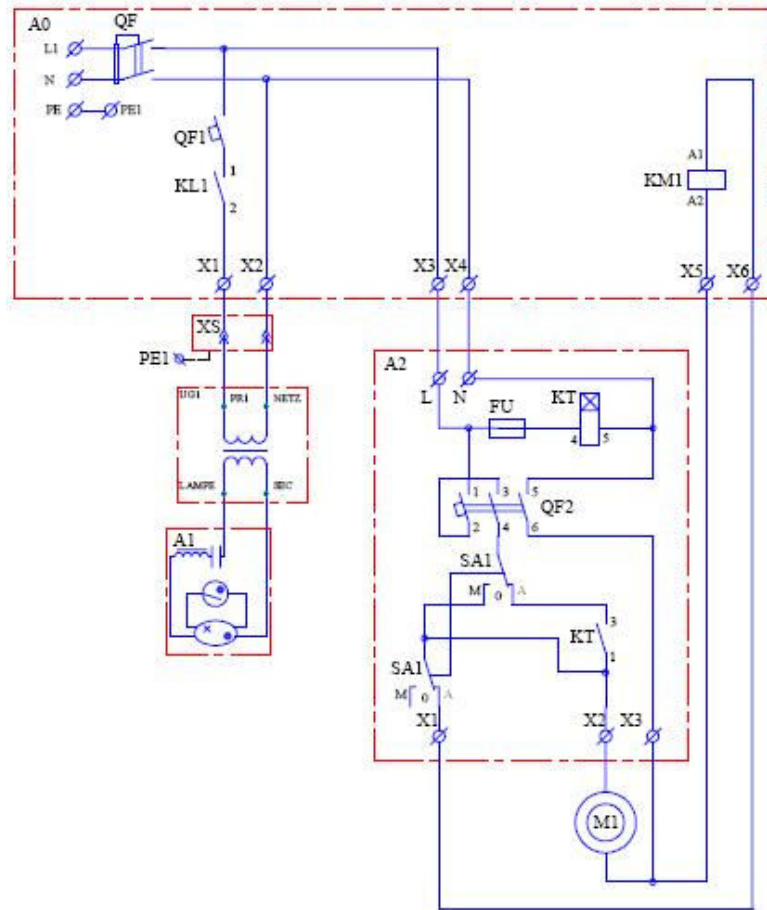 A0 QF
L1
N
PE PE1
QF1
1
KL1
2
A1
KM1
A2
X1 X2 X3 X4 X5 X6
XS
PE1
A2
L N
UG1 PR1 NETZ
FU KT
4 5
LAMPE SEC
1 3 5
QF2
2 4 6
A1
SA1
M 0 A
3
KT
1
SA1
M 0 A
X1 X2 X3
M1